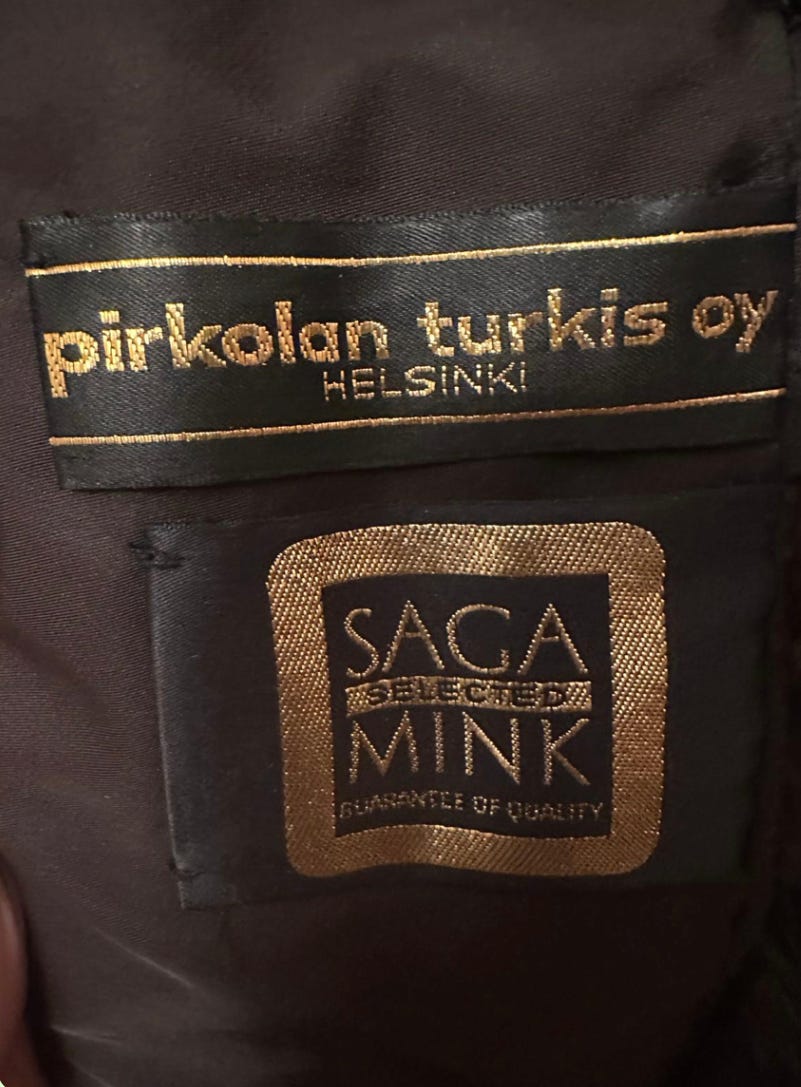 pirkolan turkis oy
HELSINKI
SAGA
SELECTED
MINK
GUARANTEE OF QUALITY